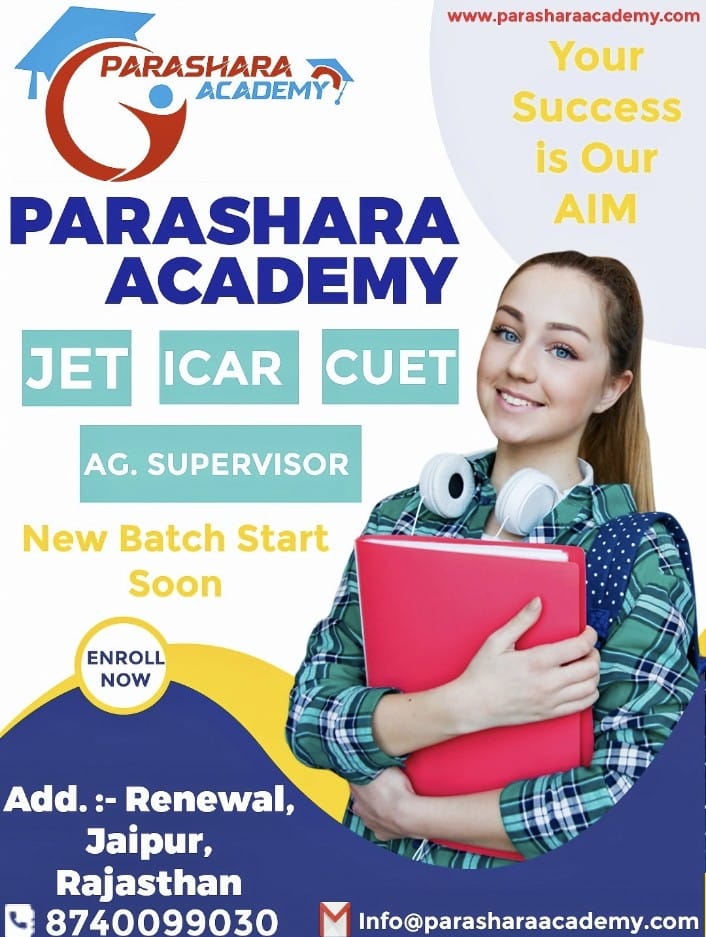 www.parasharaacademy.com
PARASHARA
ACADEMY
Your
Success
is Our
AIM
PARASHARA
ACADEMY
JET ICAR CUET
AG. SUPERVISOR
New Batch Start
Soon
ENROLL
NOW
Add. :- Renewal,
Jaipur,
Rajasthan
8740099030
Info@parasharaacademy.com